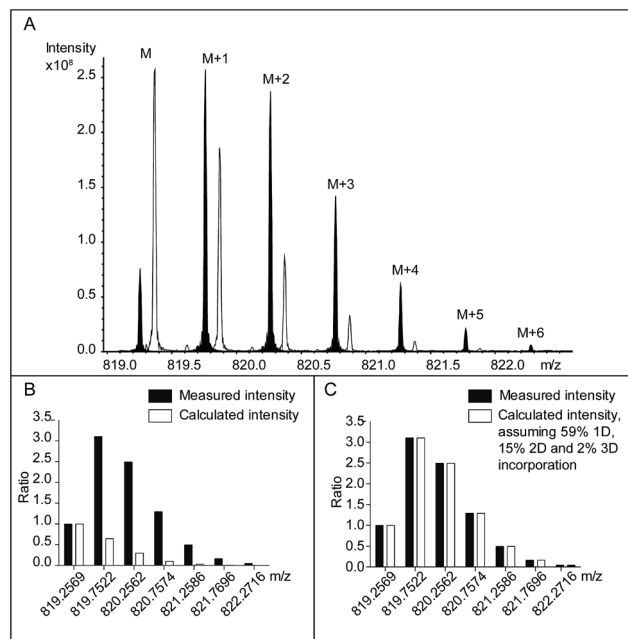 A
Intensity
x10⁸
M
M+1
M+2
M+3
M+4
M+5
M+6
2.5
2.0
1.5
1.0
0.5
0.0
819.0 819.5 820.0 820.5 821.0 821.5 822.0 m/z
B
Measured intensity
Calculated intensity
Ratio
3.5
3.0
2.5
2.0
1.5
1.0
0.5
0.0
819.2569
819.7522
820.2562
820.7574
821.2586
821.7696
822.2716
m/z
C
Measured intensity
Calculated intensity,
assuming 59% 1D,
15% 2D and 2% 3D
incorporation
Ratio
3.5
3.0
2.5
2.0
1.5
1.0
0.5
0.0
819.2569
819.7522
820.2562
820.7574
821.2586
821.7696
822.2716
m/z